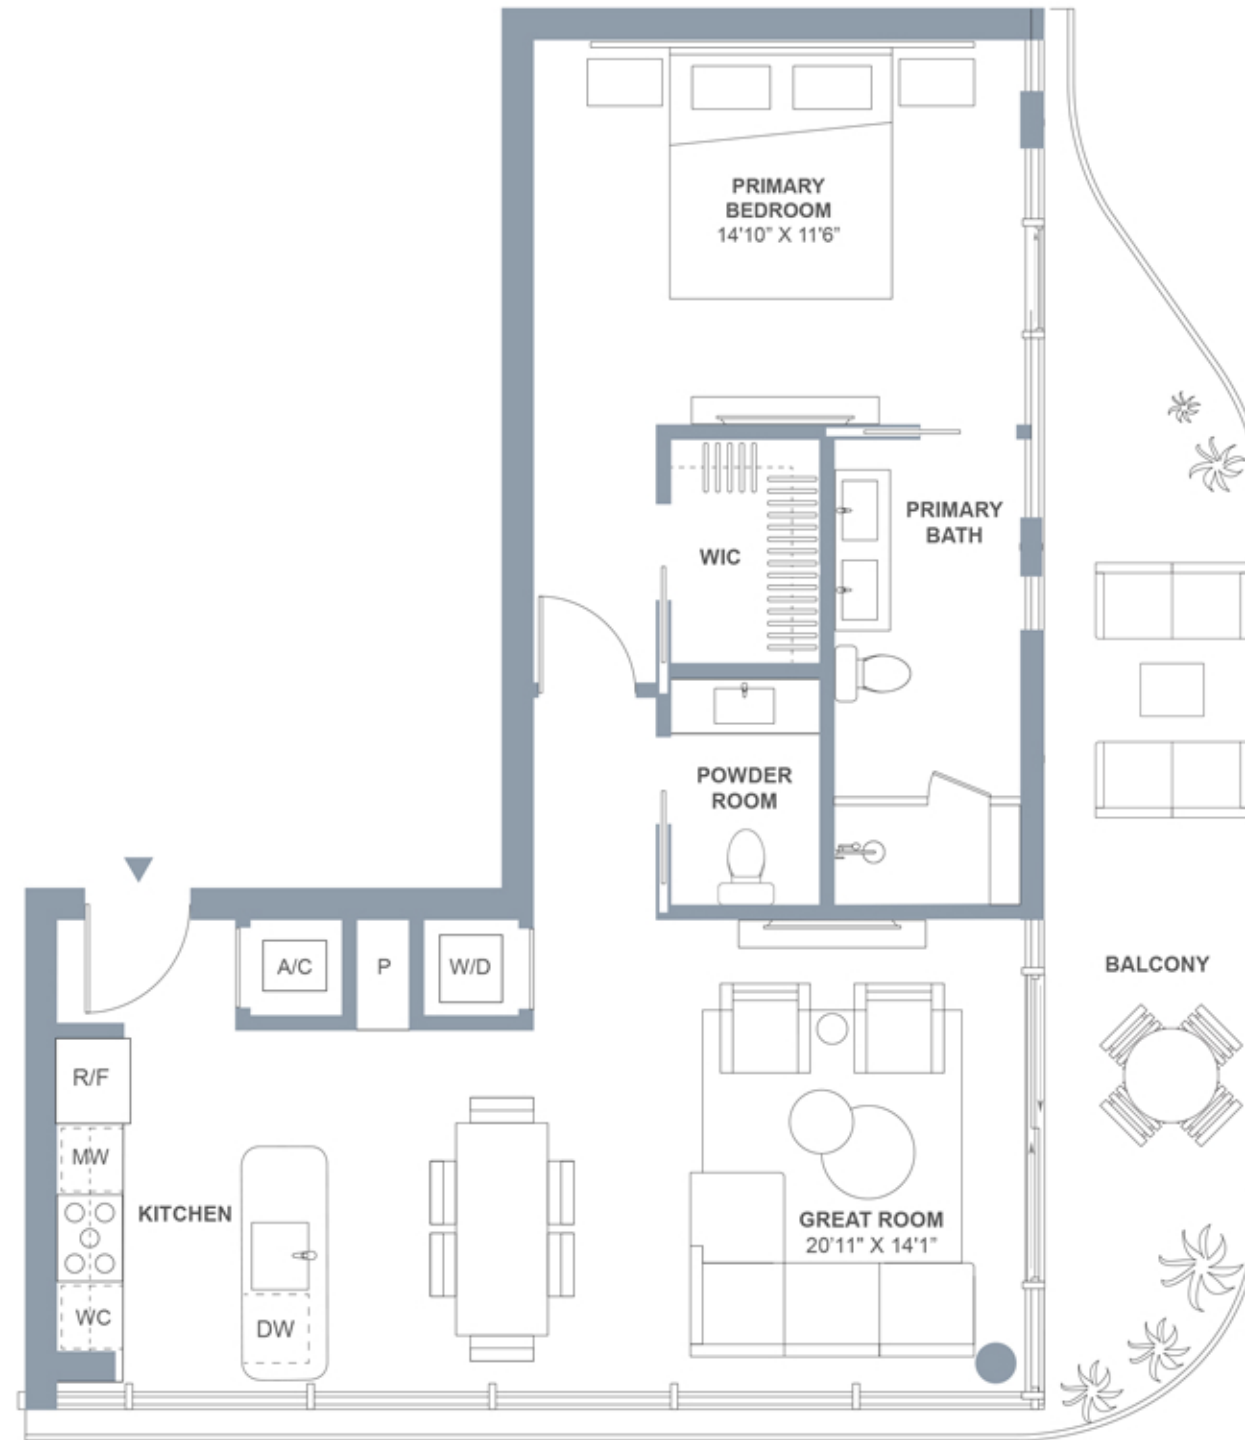 PRIMARY
BEDROOM
14'10" X 11'6"
PRIMARY
BATH
WIC
POWDER
ROOM
A/C
P
W/D
BALCONY
R/F
MW
KITCHEN
GREAT ROOM
20'11" X 14'1"
WC
DW